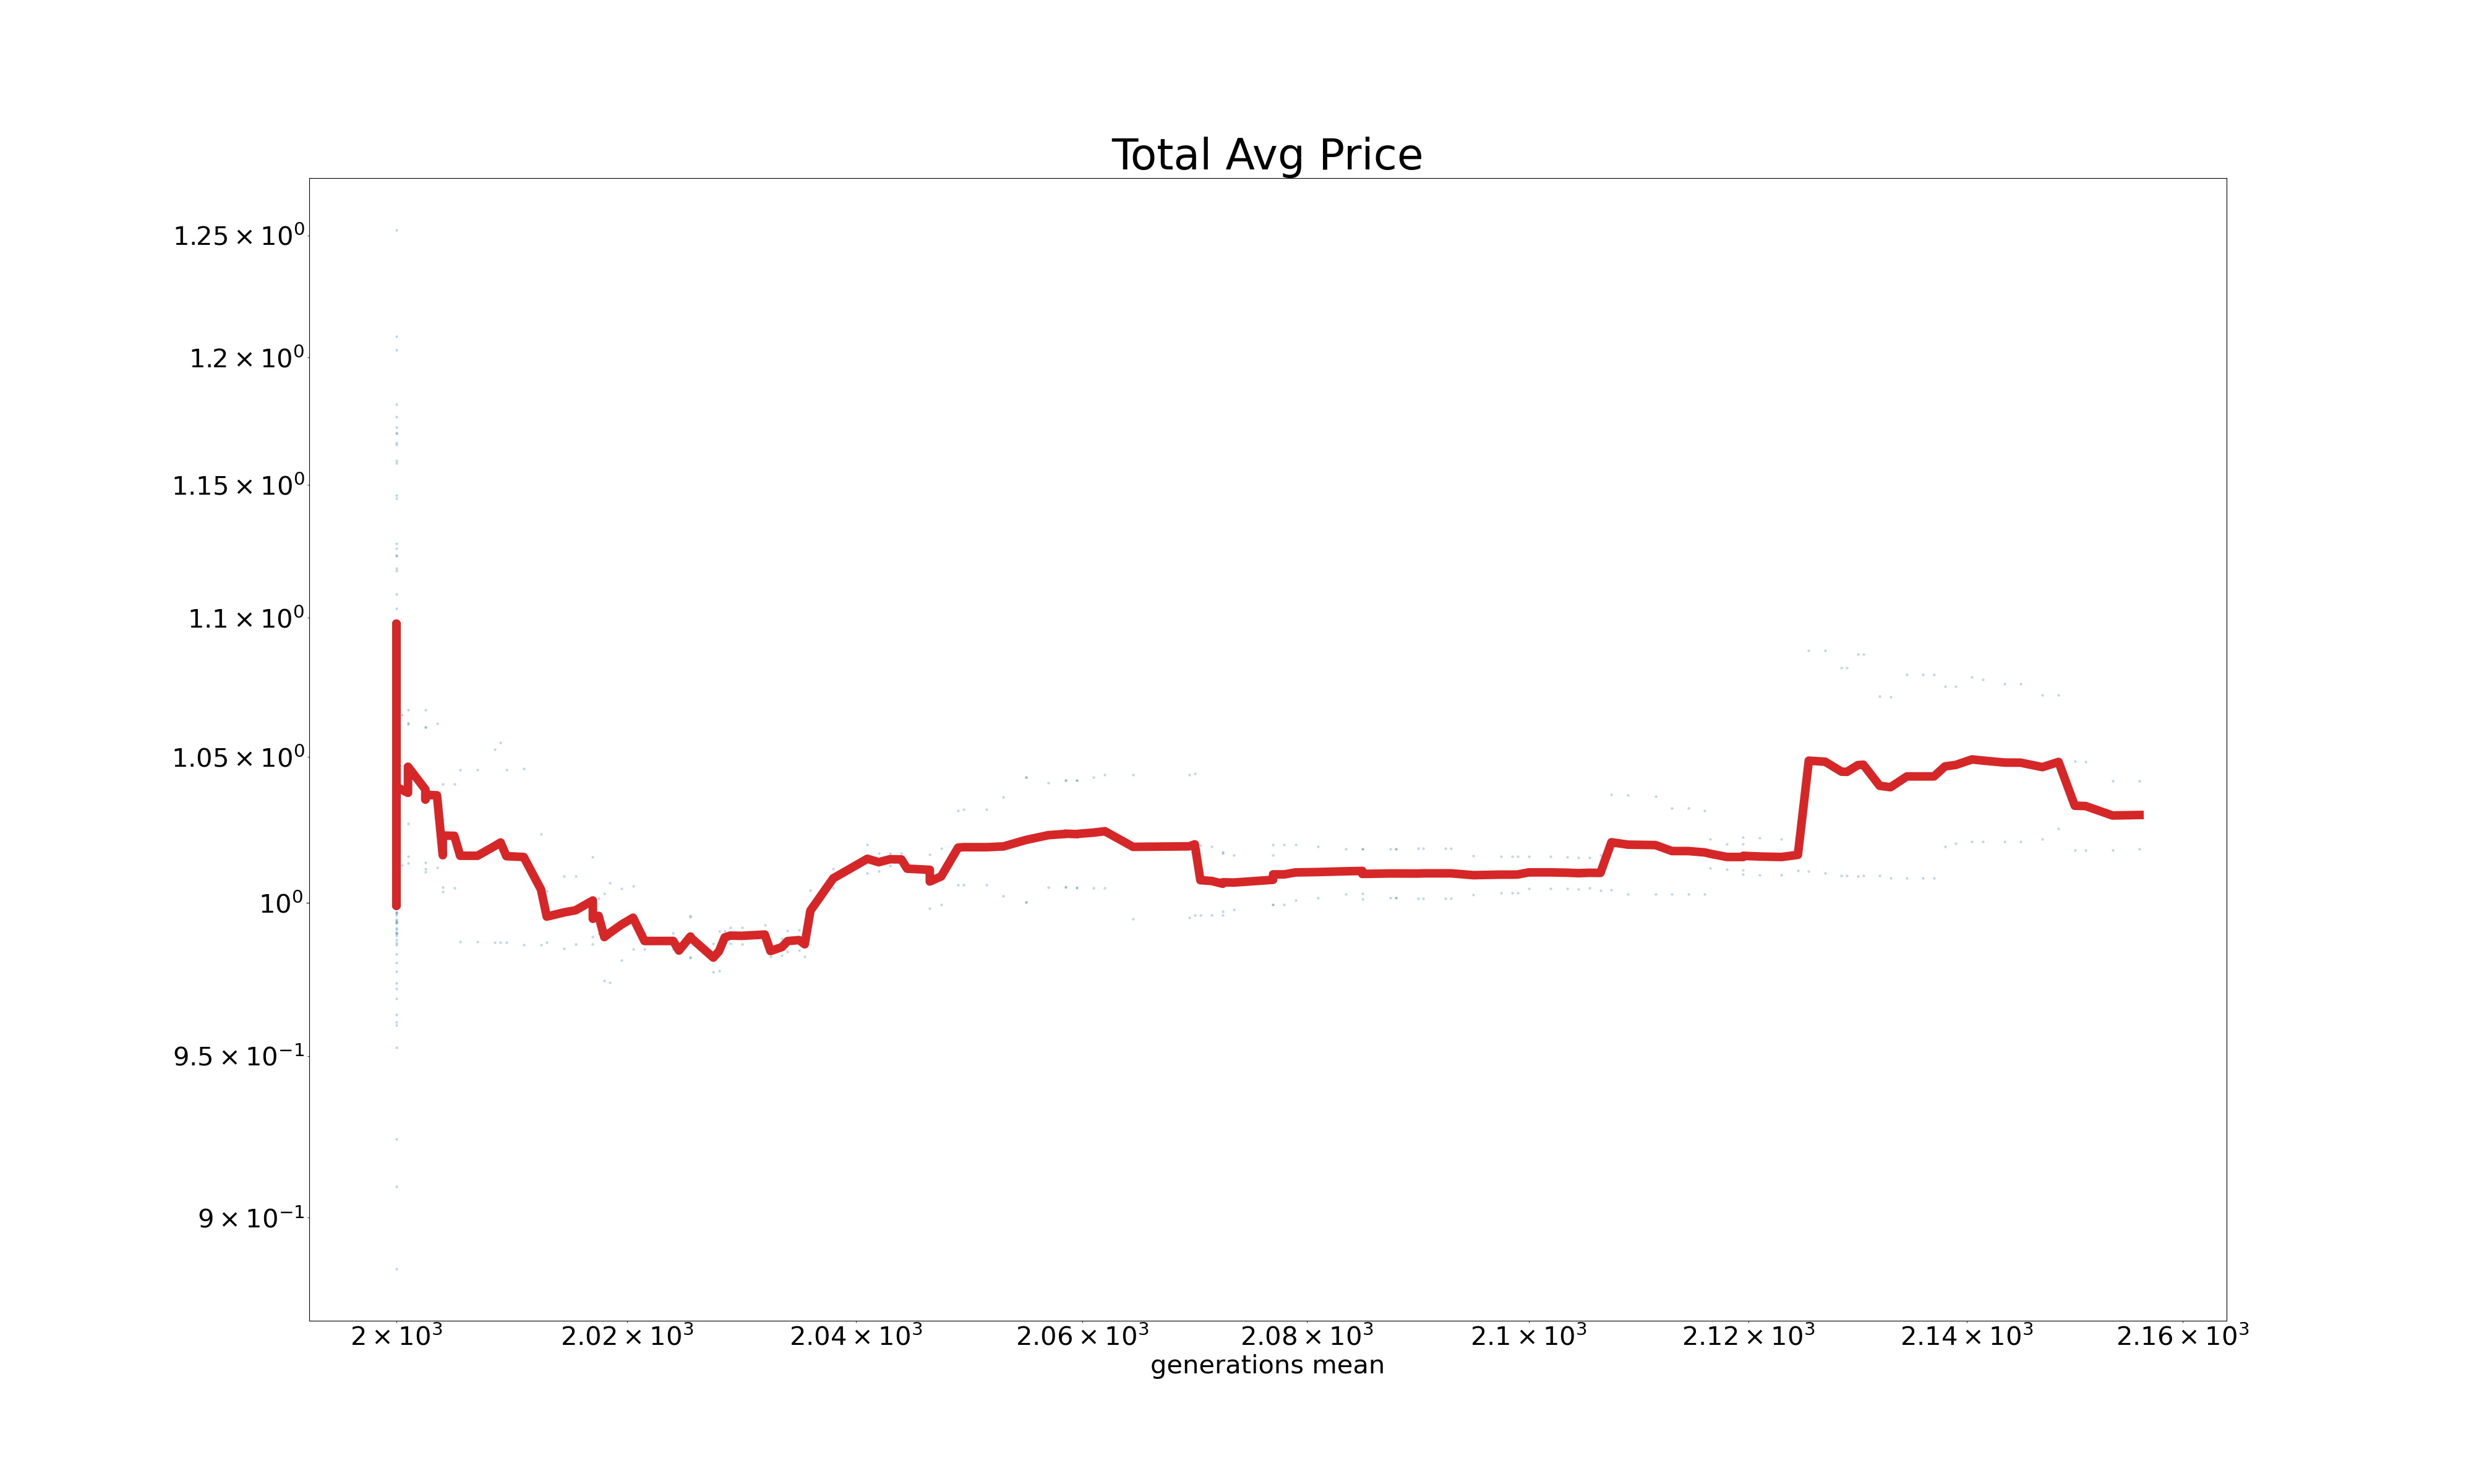 Total Avg Price
1.25 × 10⁰
1.2 × 10⁰
1.15 × 10⁰
1.1 × 10⁰
1.05 × 10⁰
10⁰
9.5 × 10⁻¹
9 × 10⁻¹
2 × 10³ 2.02 × 10³ 2.04 × 10³ 2.06 × 10³ 2.08 × 10³ 2.1 × 10³ 2.12 × 10³ 2.14 × 10³ 2.16 × 10³
generations mean